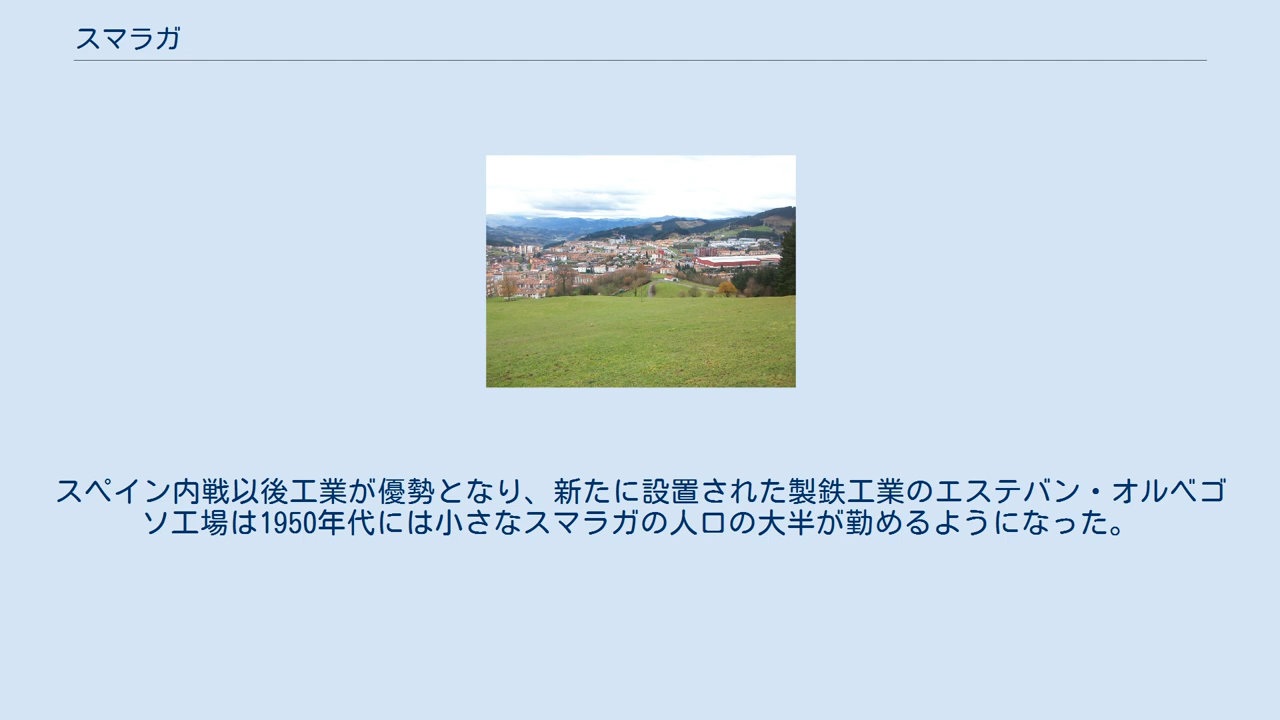 スマラガ
スペイン内戦以後工業が優勢となり、新たに設置された製鉄工業のエステバン・オルベゴ
ソ工場は1950年代には小さなスマラガの人口の大半が勤めるようになった。